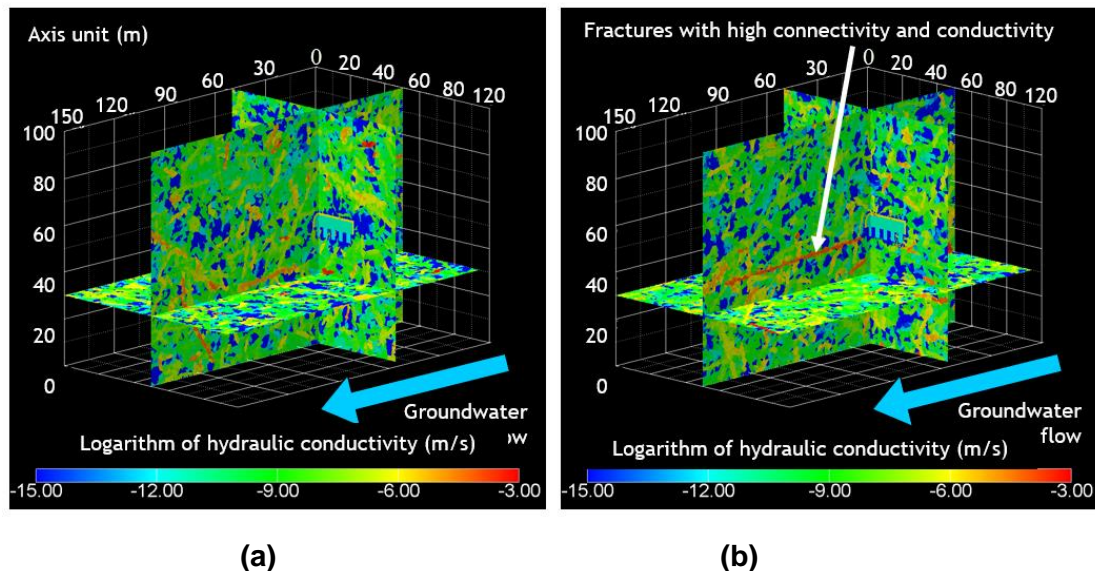 Axis unit (m)
0
30 20
60 40
90 60
120 80
150 120
100
80
60
40
20
0
Groundwater
ow
Logarithm of hydraulic conductivity (m/s)
-15.00 -12.00 -9.00 -6.00 -3.00
(a)
Fractures with high connectivity and conductivity
0
30 20
60 40
90 60
120 80
150 120
100
80
60
40
20
0
Groundwater
flow
Logarithm of hydraulic conductivity (m/s)
-15.00 -12.00 -9.00 -6.00 -3.00
(b)